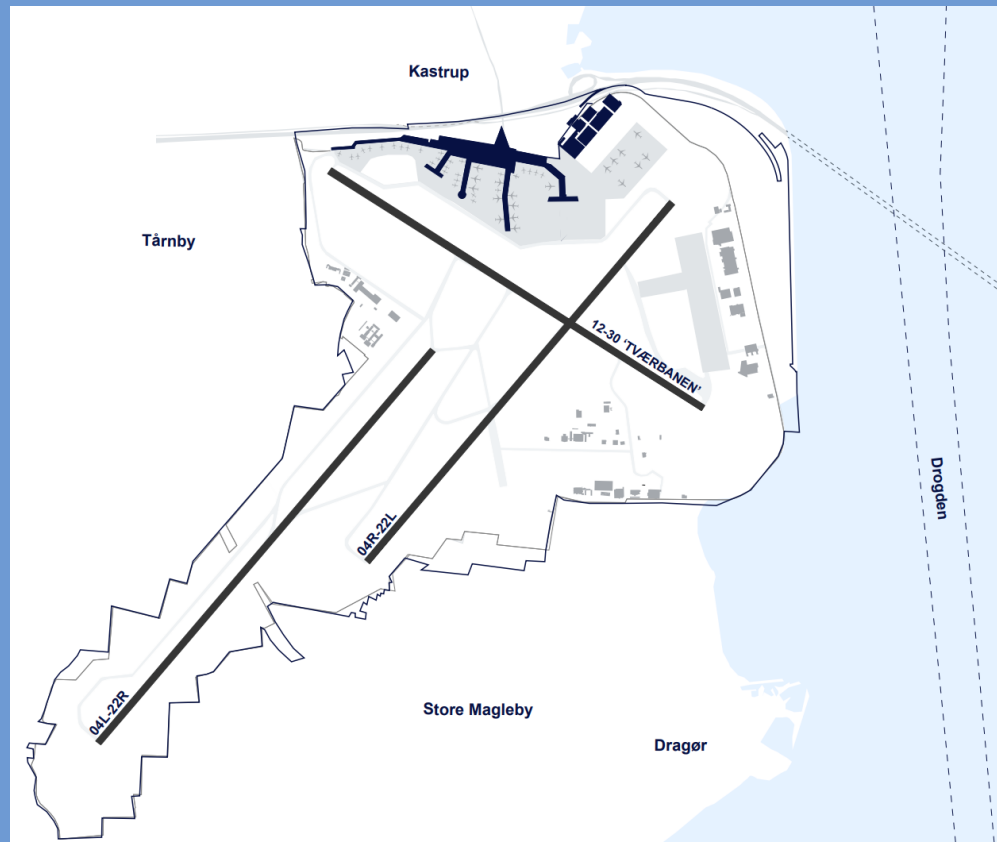 Kastrup
Tårnby
12-30 ‘TVÆRBANEN’
Drogden
04R-22L
04L-22R
Store Magleby
Dragør